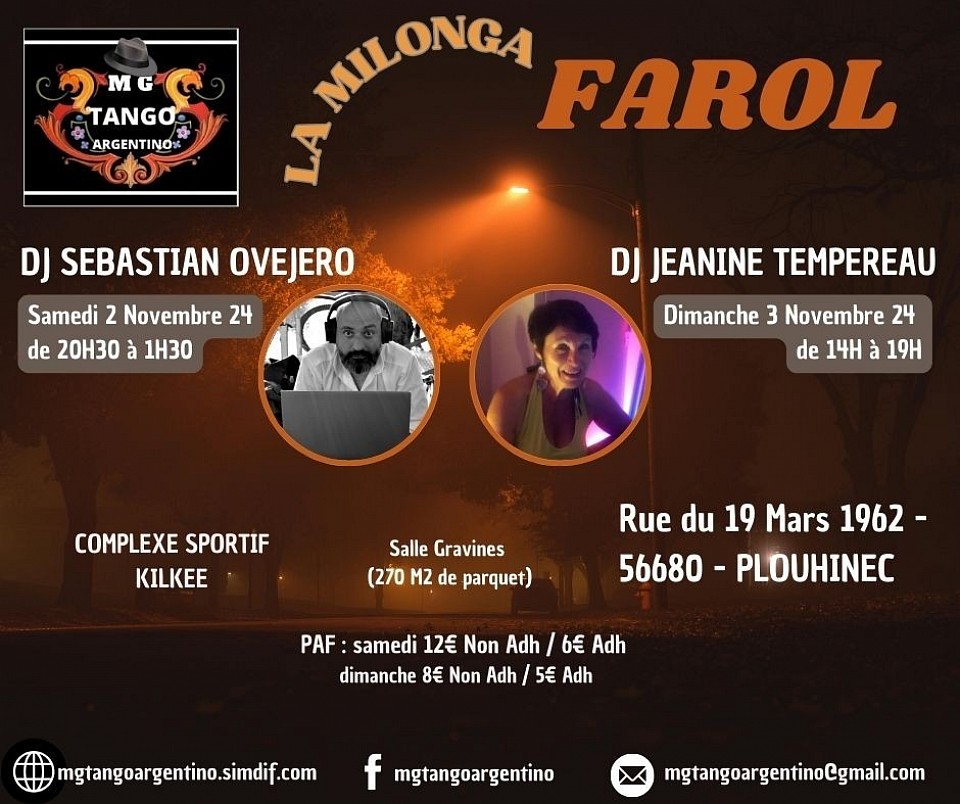 MG
TANGO
ARGENTINO
LA MILONGA
FAROL
DJ SEBASTIAN OVEJERO
Samedi 2 Novembre 24
de 20H30 à 1H30
DJ JEANINE TEMPEREAU
Dimanche 3 Novembre 24
de 14H à 19H
COMPLEXE SPORTIF
KILKEE
Salle Gravines
(270 M2 de parquet)
Rue du 19 Mars 1962 -
56680 - PLOUHINEC
PAF : samedi 12€ Non Adh / 6€ Adh
dimanche 8€ Non Adh / 5€ Adh
mgtangoargentino.simdif.com
mgtangoargentino
mgtangoargentino@gmail.com